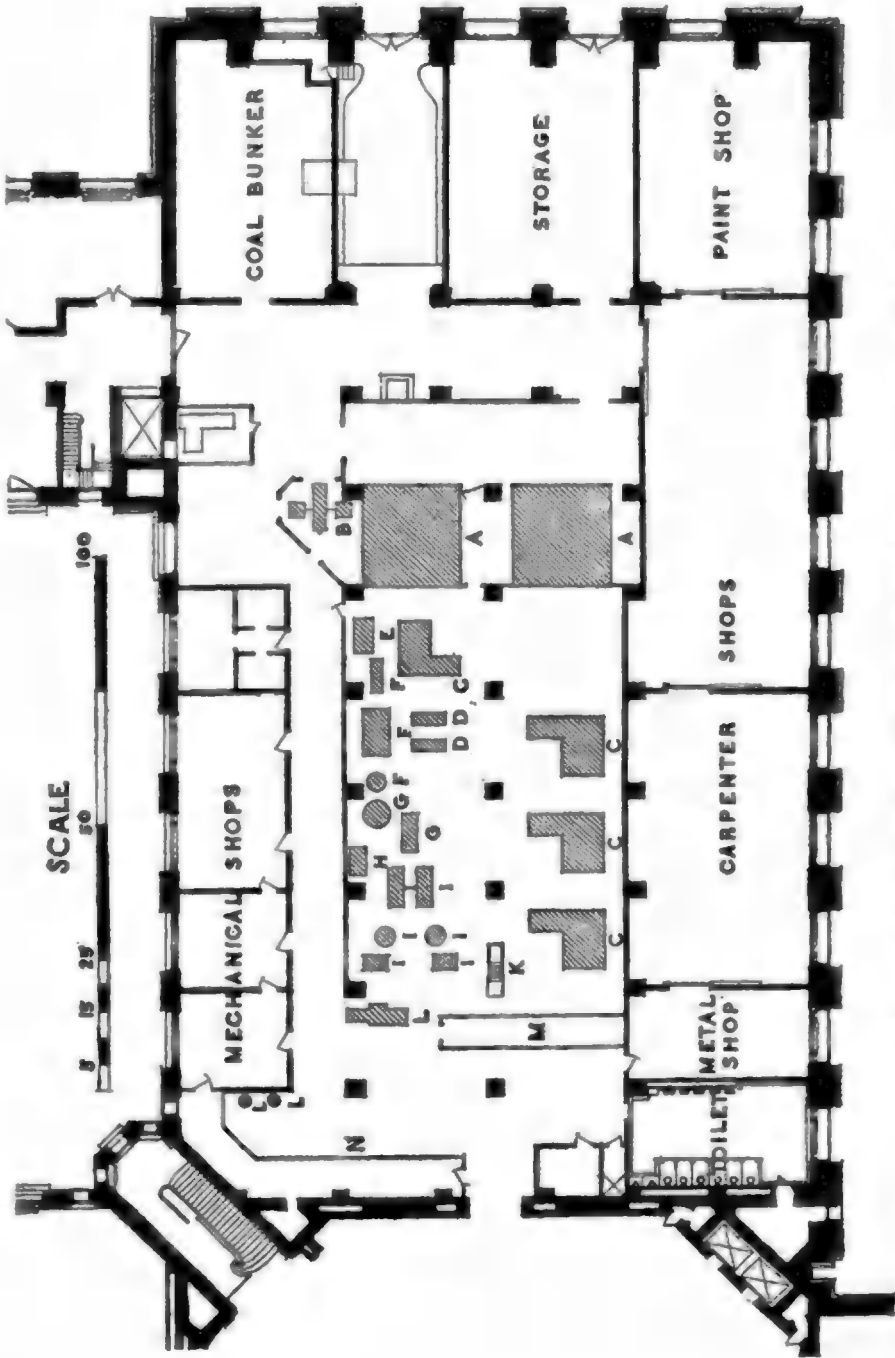 SCALE
5 15 25 50 100
MECHANICAL SHOPS
COAL BUNKER
L
L
B
N
H
E
G F
F
F
I
I
L
I
I
I
G
D
D
C
A
K
M
STORAGE
C
C
C
A
TOILET
METAL
SHOP
CARPENTER SHOPS
PAINT SHOP